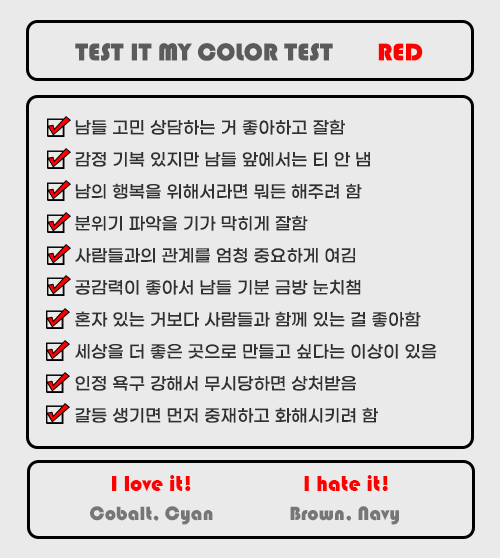 TEST IT MY COLOR TEST RED
남들 고민 상담하는 거 좋아하고 잘함
감정 기복 있지만 남들 앞에서는 티 안 냄
남의 행복을 위해서라면 뭐든 해주려 함
분위기 파악을 기가 막히게 잘함
사람들과의 관계를 엄청 중요하게 여김
공감력이 좋아서 남들 기분 금방 눈치챔
혼자 있는 거보다 사람들과 함께 있는 걸 좋아함
세상을 더 좋은 곳으로 만들고 싶다는 이상이 있음
인정 욕구 강해서 무시당하면 상처받음
갈등 생기면 먼저 중재하고 화해시키려 함
I love it! I hate it!
Cobalt, Cyan Brown, Navy